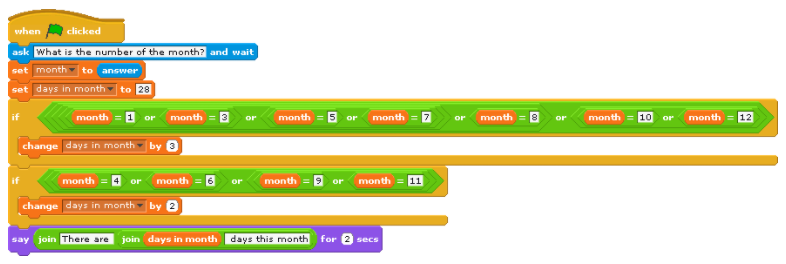 when clicked
ask What is the number of the month? and wait
set month to answer
set days in month to 28
if month = 1 or month = 3 or month = 5 or month = 7 or month = 8 or month = 10 or month = 12
change days in month by 3
if month = 4 or month = 6 or month = 9 or month = 11
change days in month by 2
say join There are join days in month days this month for 2 secs